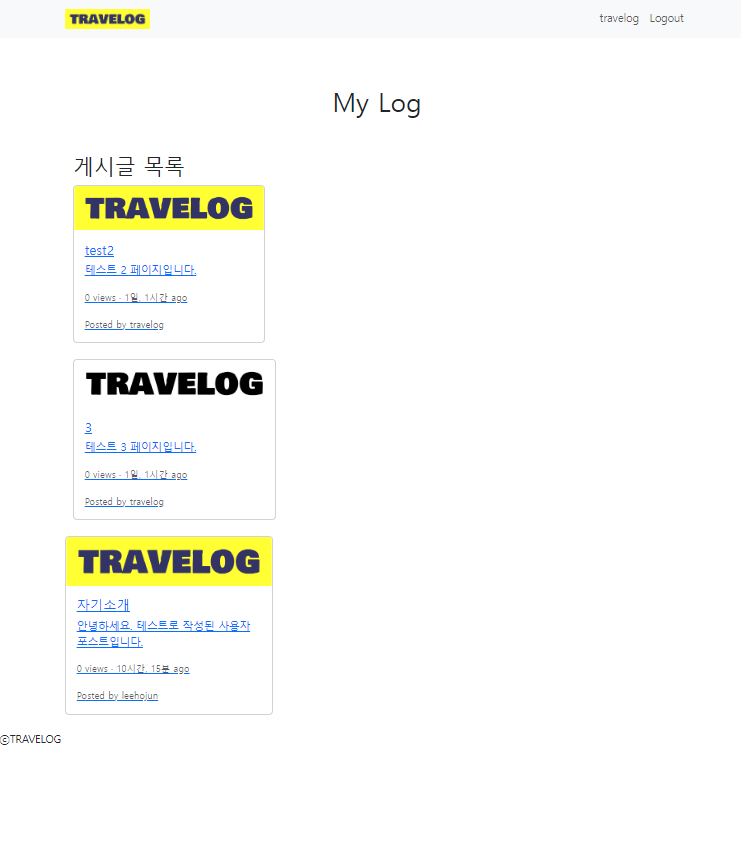 TRAVELOG
travelog Logout
My Log
게시글 목록
TRAVELOG
test2
테스트 2 페이지입니다.
0 views · 1일, 1시간 ago
Posted by travelog
TRAVELOG
3
테스트 3 페이지입니다.
0 views · 1일, 1시간 ago
Posted by travelog
TRAVELOG
자기소개
안녕하세요. 테스트로 작성된 사용자
포스트입니다.
0 views · 10시간, 15분 ago
Posted by leehojun
ⓒTRAVELOG